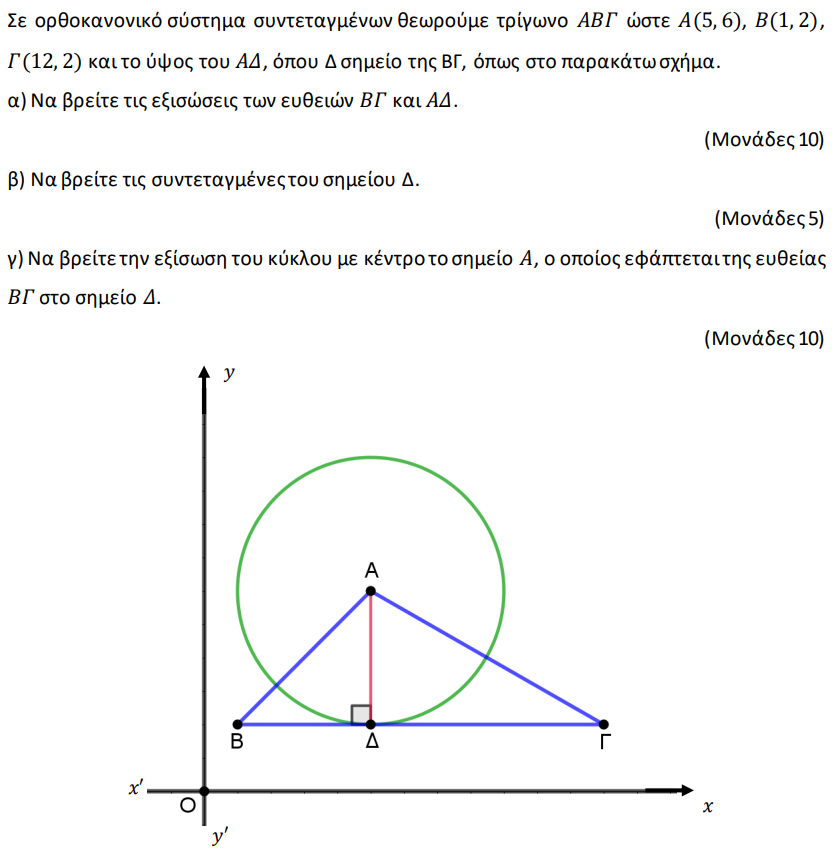 Σε ορθοκανονικό σύστημα συντεταγμένων θεωρούμε τρίγωνο ΑΒΓ ώστε Α(5, 6), Β(1, 2),
Γ(12, 2) και το ύψος του ΑΔ, όπου Δ σημείο της ΒΓ, όπως στο παρακάτω σχήμα.
α) Να βρείτε τις εξισώσεις των ευθειών ΒΓ και ΑΔ.
(Μονάδες 10)
β) Να βρείτε τις συντεταγμένες του σημείου Δ.
(Μονάδες 5)
γ) Να βρείτε την εξίσωση του κύκλου με κέντρο το σημείο Α, ο οποίος εφάπτεται της ευθείας
ΒΓ στο σημείο Δ.
(Μονάδες 10)
y
Α
Β Δ Γ
x′
Ο
x
y′